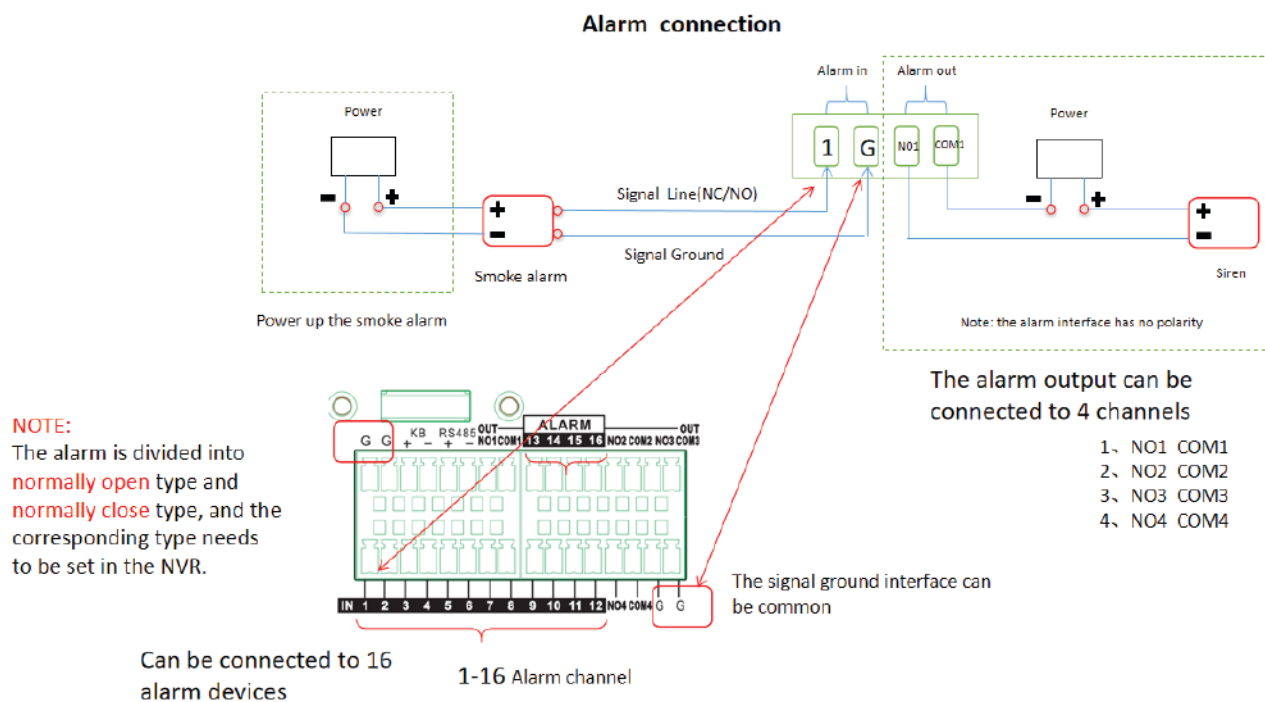 Alarm connection
Alarm in
Alarm out
Power
Power
1
G
NO1
COM1
Signal Line(NC/NO)
- +
- +
+
-
+
-
Signal Ground
Smoke alarm
Siren
Power up the smoke alarm
Note: the alarm interface has no polarity
The alarm output can be
connected to 4 channels
1、 NO1 COM1
2、 NO2 COM2
3、 NO3 COM3
4、 NO4 COM4
NOTE:
The alarm is divided into
normally open type and
normally close type, and the
corresponding type needs
to be set in the NVR.
KB RS485 OUT ALARM OUT
G G + - + - NO1 COM1 13 14 15 16 NO2 COM2 NO3 COM3
IN 1 2 3 4 5 6 7 8 9 10 11 12 NO4 COM4 G G
The signal ground interface can
be common
Can be connected to 16
alarm devices
1-16 Alarm channel